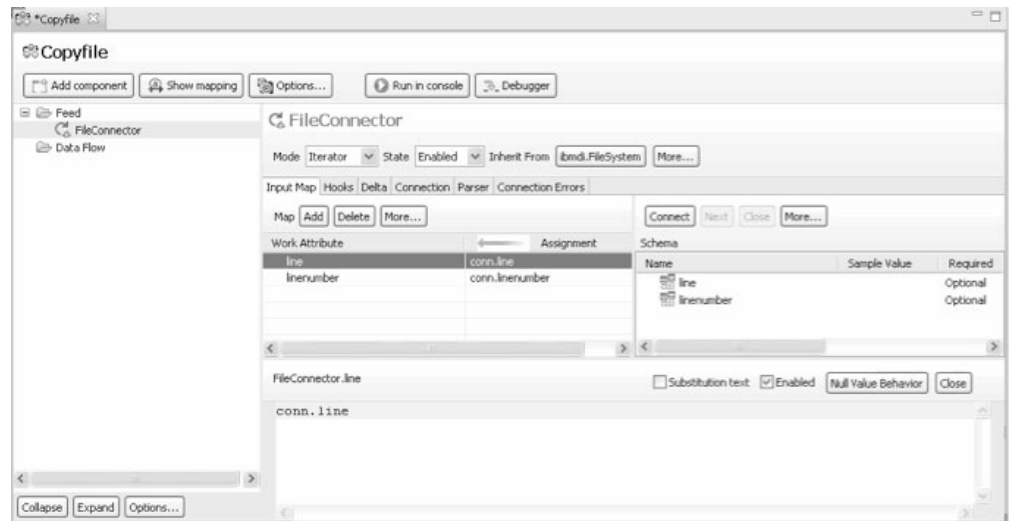 *Copyfile
Copyfile
Add component Show mapping Options... Run in console Debugger
Feed
FileConnector
Data Flow
FileConnector
Mode Iterator State Enabled Inherit From ibmdi.FileSystem More...
Input Map Hooks Delta Connection Parser Connection Errors
Map Add Delete More...
Connect Next Close More...
Work Attribute Assignment
line conn.line
linenumber conn.linenumber
Schema
Name Sample Value Required
line Optional
linenumber Optional
FileConnector.line
Substitution text Enabled Null Value Behavior Close
conn.line
Collapse Expand Options...